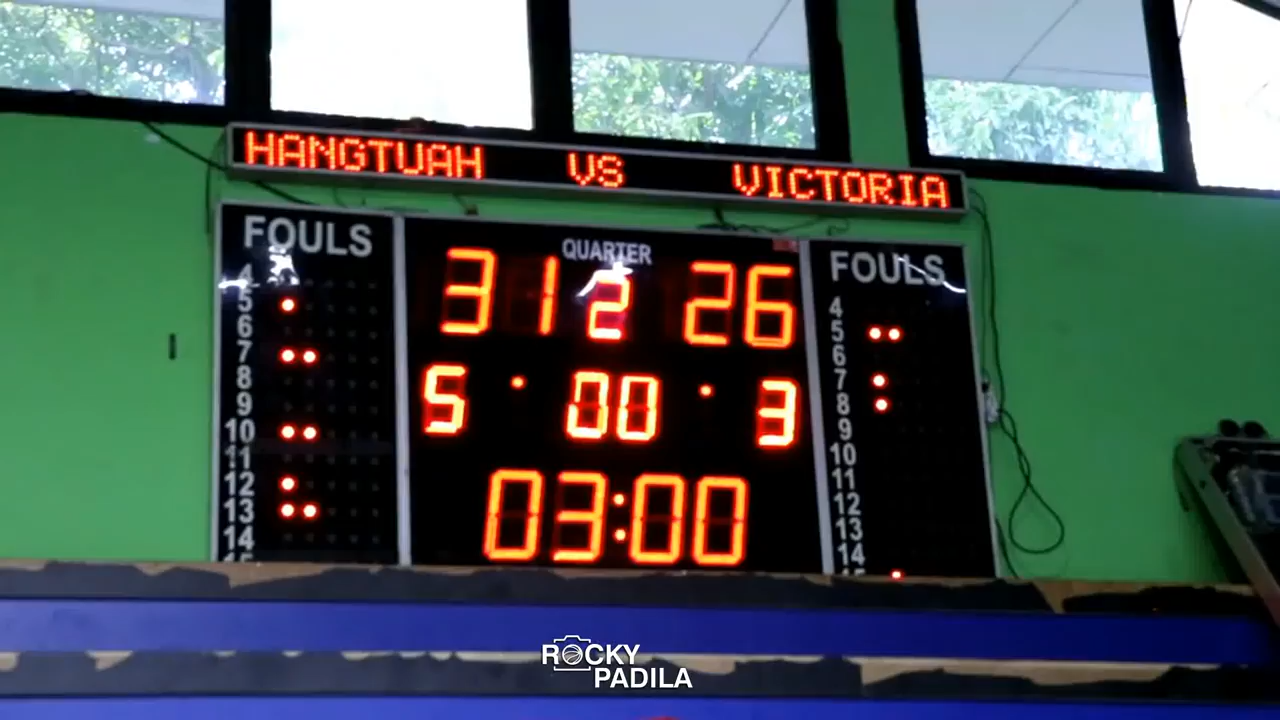 HANGTUAH VS VICTORIA
FOULS
4
5
6
7
8
9
10
11
12
13
14
QUARTER
31 2 26
5 00 3
03:00
FOULS
4
5
6
7
8
9
10
11
12
13
14
ROCKY
PADILA